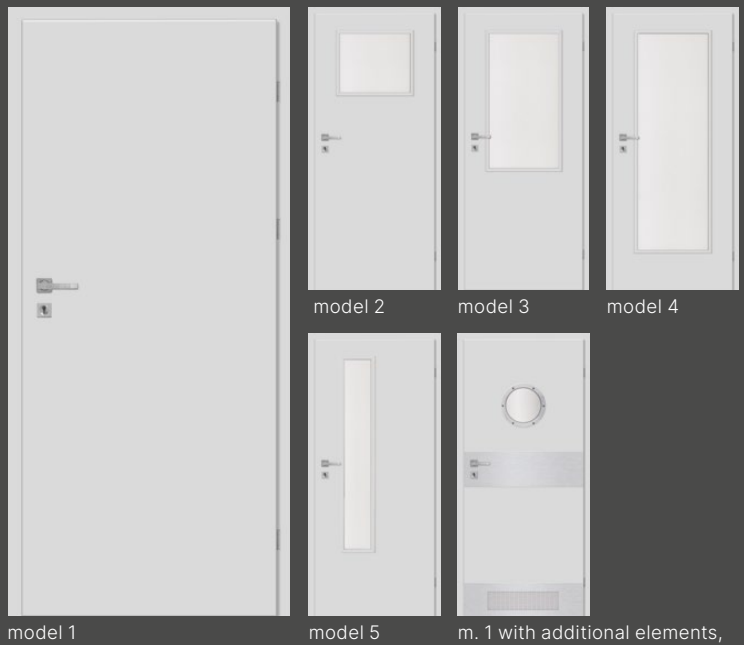 model 2
model 3
model 4
model 1
model 5
m. 1 with additional elements,